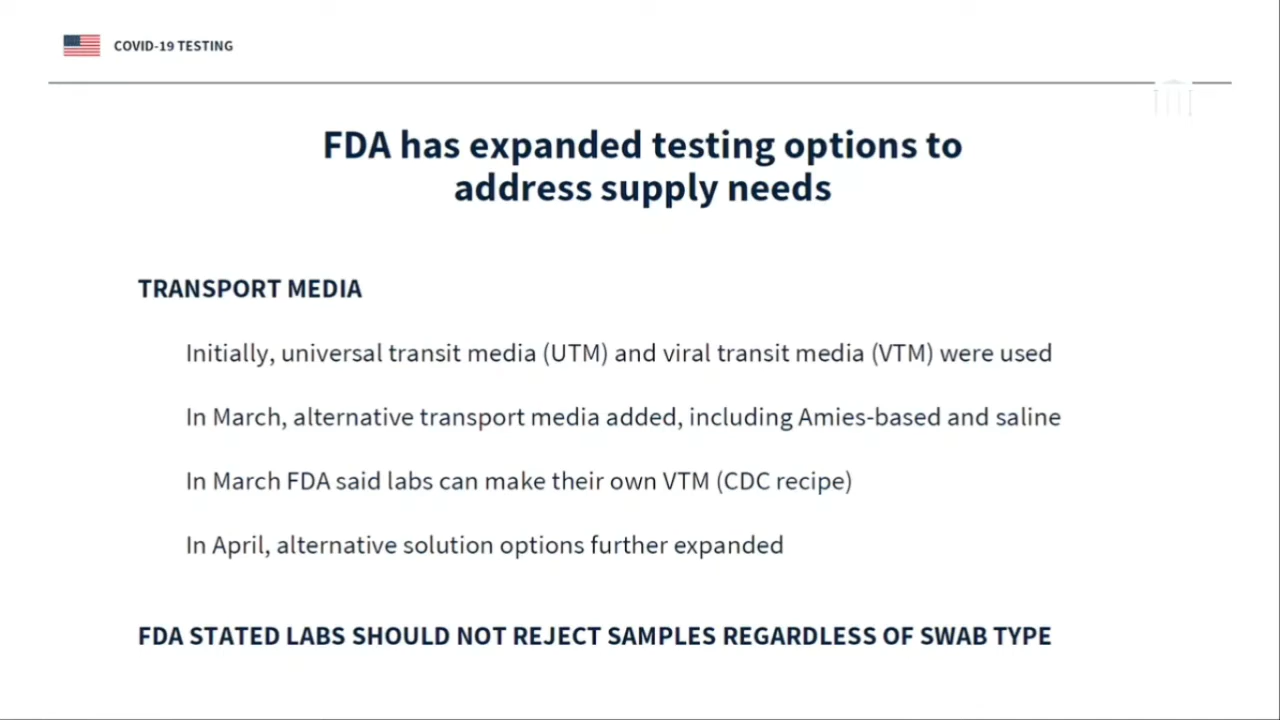 COVID-19 TESTING
FDA has expanded testing options to
address supply needs
TRANSPORT MEDIA
Initially, universal transit media (UTM) and viral transit media (VTM) were used
In March, alternative transport media added, including Amies-based and saline
In March FDA said labs can make their own VTM (CDC recipe)
In April, alternative solution options further expanded
FDA STATED LABS SHOULD NOT REJECT SAMPLES REGARDLESS OF SWAB TYPE